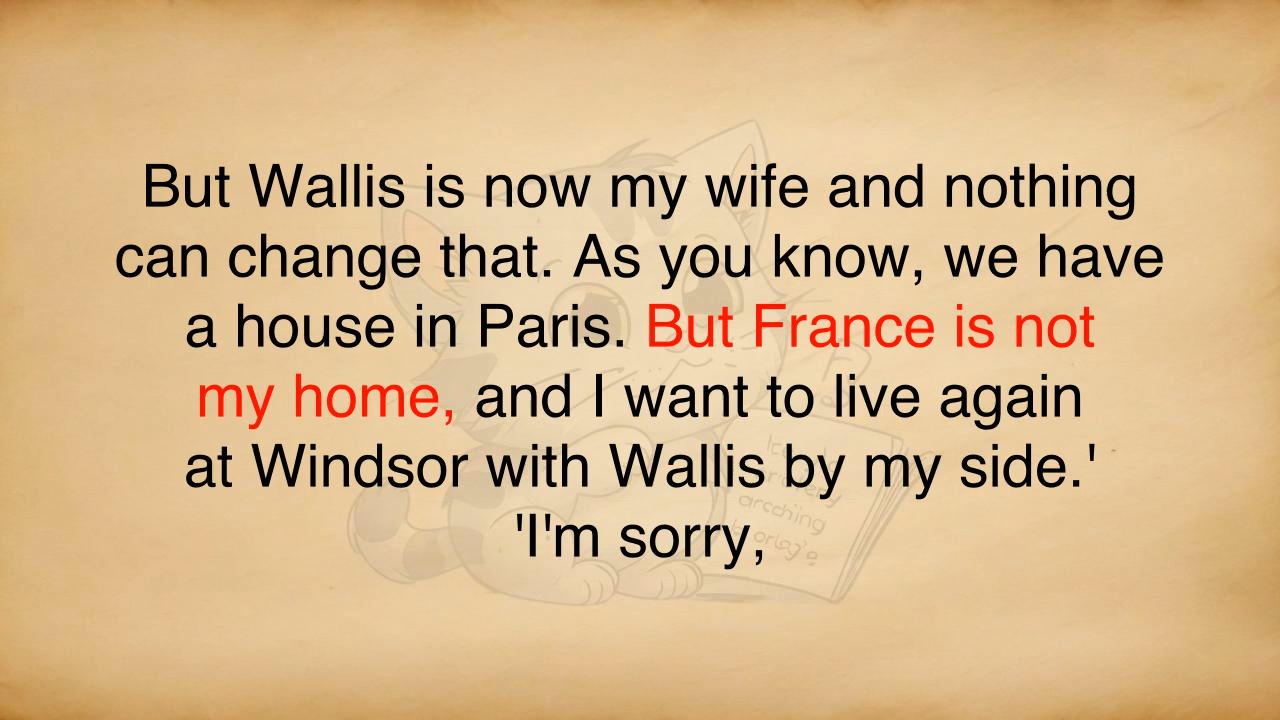 But Wallis is now my wife and nothing
can change that. As you know, we have
a house in Paris. But France is not
my home, and I want to live again
at Windsor with Wallis by my side.'
'I'm sorry,
arcching